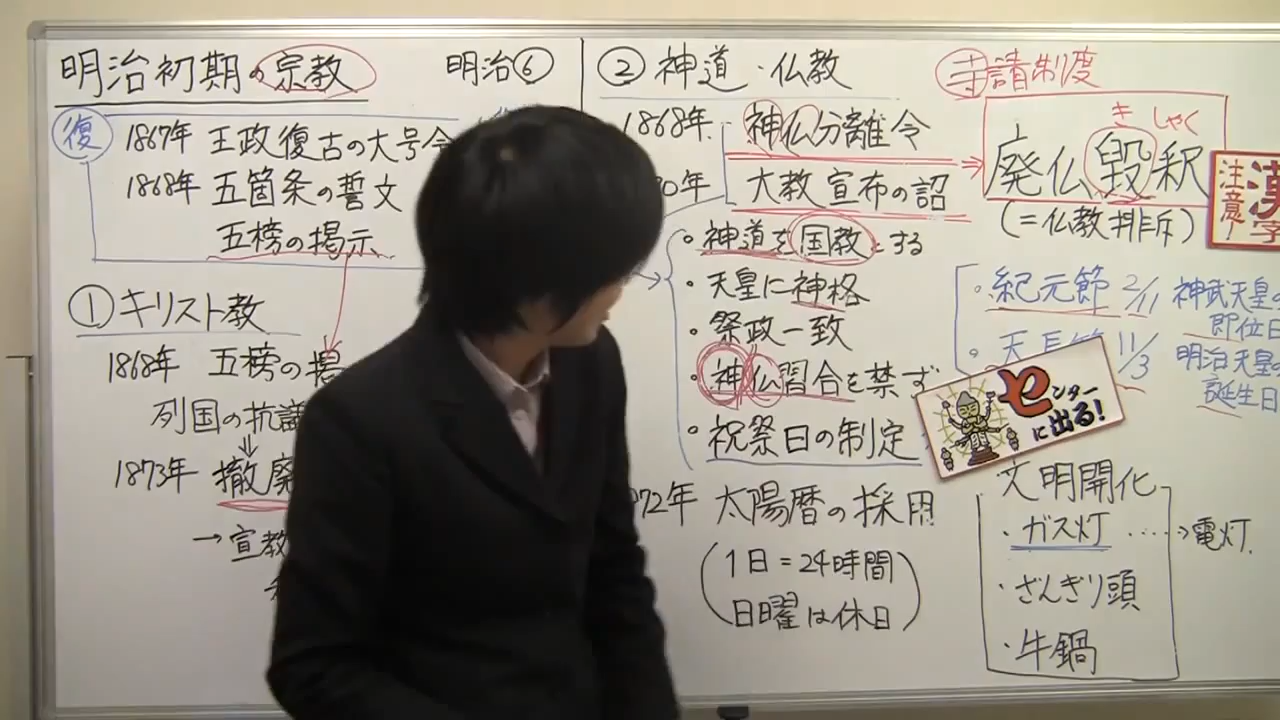 明治初期の宗教 明治⑥
復
1867年 王政復古の大号令
1868年 五箇条の誓文
五榜の掲示
①キリスト教
1868年 五榜の掲
列国の抗議
⇓
1873年 撤廃
→宣教
②神道・仏教
1868年 神仏分離令
0年 大教宣布の詔
・神道を国教とする
・天皇に神格
・祭政一致
・神仏習合を禁ず
・祝祭日の制定
72年 太陽暦の採用
(1日=24時間
日曜は休日)
寺請制度
き しゃく
→廃仏毀釈
(=仏教排斥)
漢字
注意!
・紀元節 2/11 神武天皇の
即位日
・天長節 11/3 明治天皇の
誕生日
センター
に出る!
文明開化
・ガス灯……→電灯
・ざんぎり頭
・牛鍋